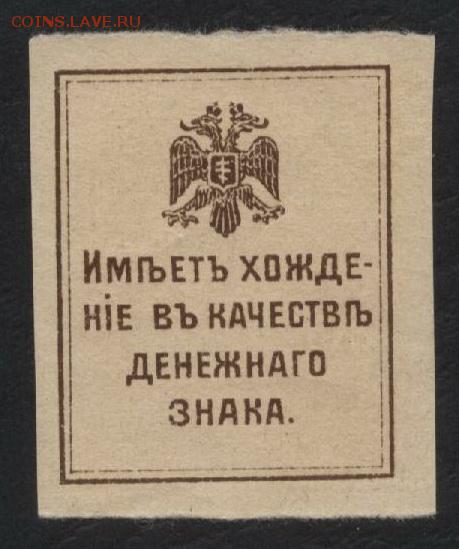 COINS.LAVE.RU
Имѣетъ хожде-
ніе въ качествѣ
денежнаго
знака.